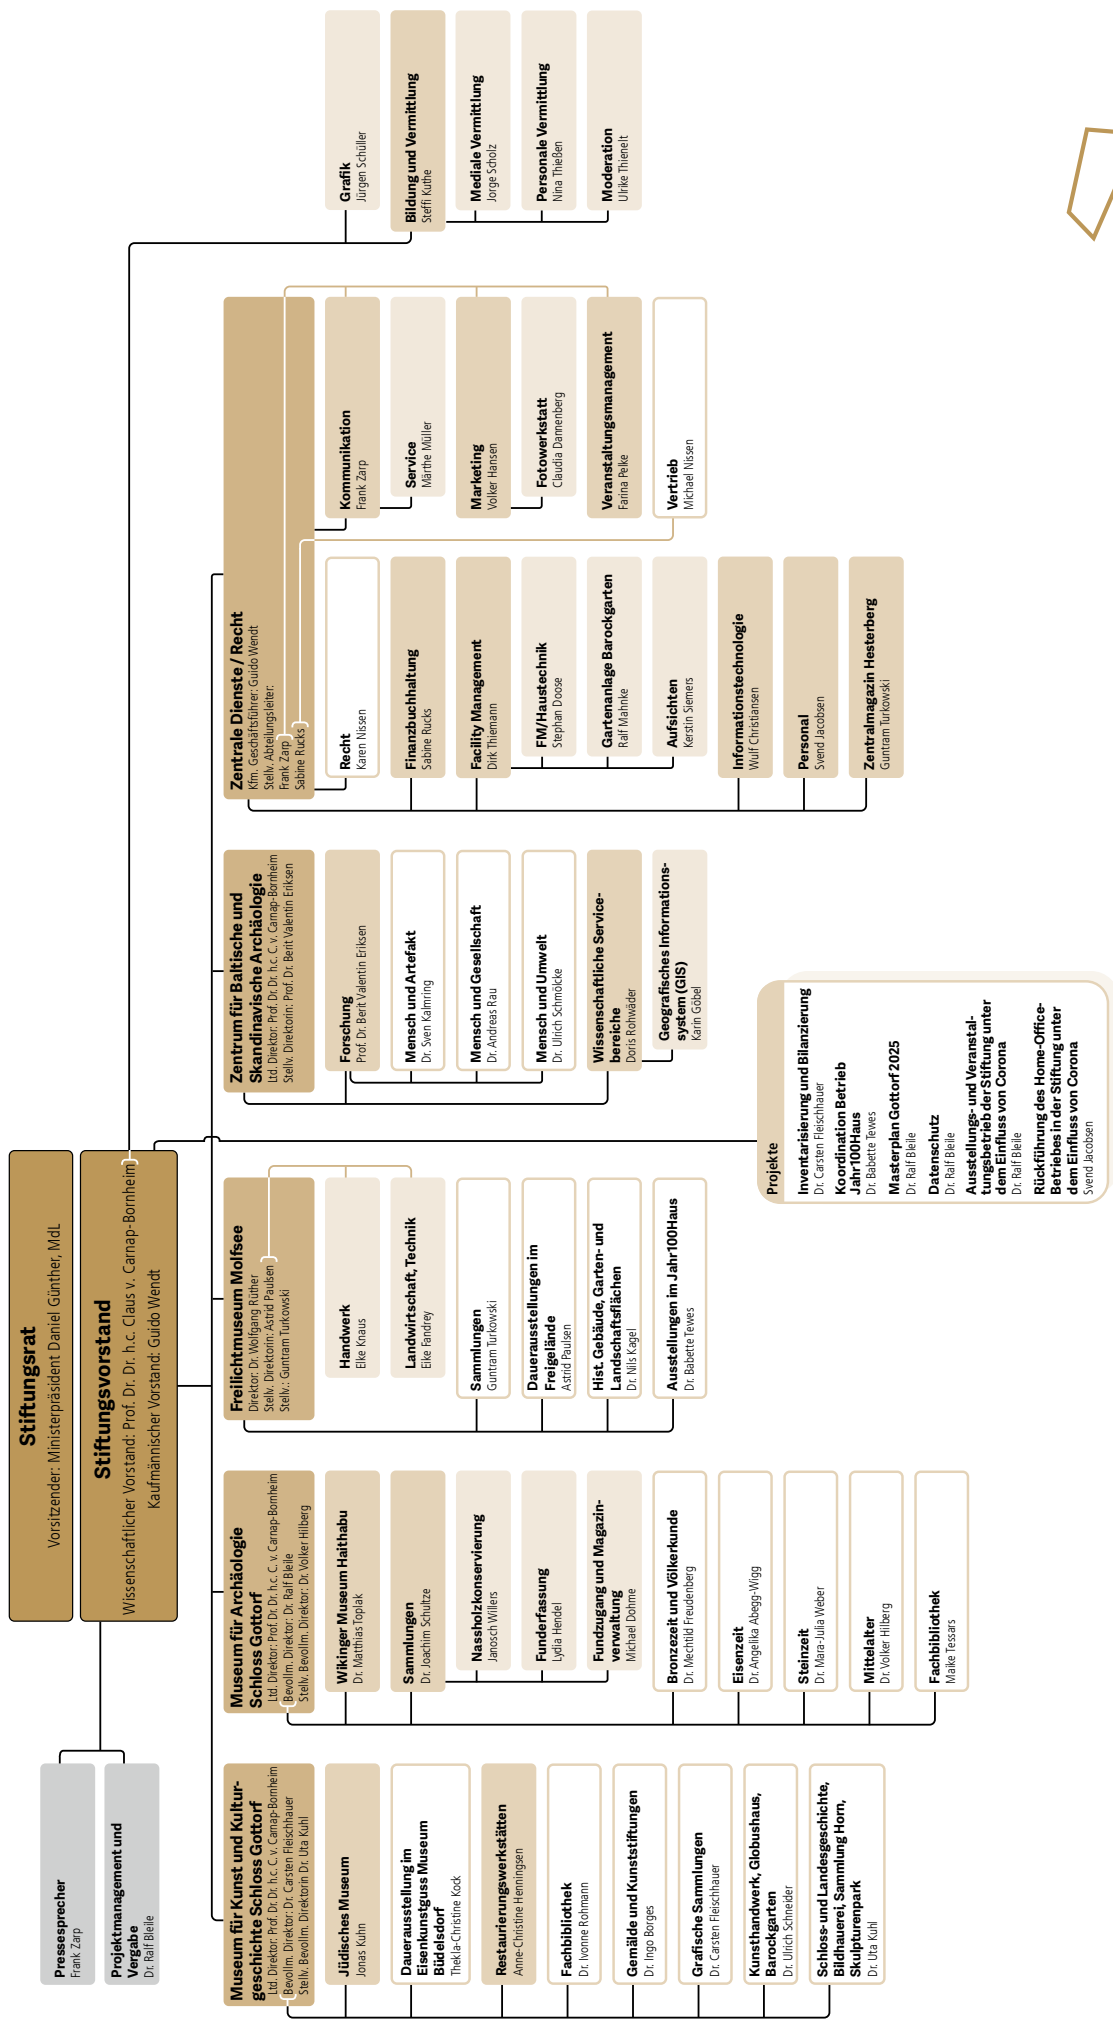 Stiftungsrat
Vorsitzender: Ministerpräsident Daniel Günther, MdL
Stiftungsvorstand
Wissenschaftlicher Vorstand: Prof. Dr. Dr. h.c. Claus v. Carnap-Bornheim
Kaufmännischer Vorstand: Guido Wendt
Pressesprecher
Frank Zarp
Projektmanagement und
Vergabe
Dr. Ralf Bleile
Museum für Kunst und Kultur-
geschichte Schloss Gottorf
Ltd. Direktor: Prof. Dr. Dr. h.c. C. v. Carnap-Bornheim
Bevollm. Direktor: Dr. Carsten Fleischhauer
Stellv. Bevollm. Direktorin Dr. Uta Kuhl
Jüdisches Museum
Jonas Kuhn
Dauerausstellung im
Eisenkunstguss Museum
Büdelsdorf
Thekla-Christine Kock
Restaurierungswerkstätten
Anne-Christine Henningsen
Fachbibliothek
Dr. Ivonne Rohmann
Gemälde und Kunststiftungen
Dr. Ingo Borges
Grafische Sammlungen
Dr. Carsten Fleischhauer
Kunsthandwerk, Globushaus,
Barockgarten
Dr. Ulrich Schneider
Schloss- und Landesgeschichte,
Bildhauerei, Sammlung Horn,
Skulpturenpark
Dr. Uta Kuhl
Museum für Archäologie
Schloss Gottorf
Ltd. Direktor: Prof. Dr. Dr. h.c. C. v. Carnap-Bornheim
Bevollm. Direktor: Dr. Ralf Bleile
Stellv. Bevollm. Direktor: Dr. Volker Hilberg
Wikinger Museum Haithabu
Dr. Matthias Toplak
Sammlungen
Dr. Joachim Schultze
Nassholzkonservierung
Janosch Willers
Funderfassung
Lydia Hendel
Fundzugang und Magazin-
verwaltung
Michael Dohme
Bronzezeit und Völkerkunde
Dr. Mechtild Freudenberg
Eisenzeit
Dr. Angelika Abegg-Wigg
Steinzeit
Dr. Mara-Julia Weber
Mittelalter
Dr. Volker Hilberg
Fachbibliothek
Maike Tessars
Freilichtmuseum Molfsee
Direktor: Dr. Wolfgang Rüther
Stellv. Direktorin: Astrid Paulsen
Stellv.: Guntram Turkowski
Handwerk
Elke Knaus
Landwirtschaft, Technik
Eike Fandrey
Sammlungen
Guntram Turkowski
Dauerausstellungen im
Freigelände
Astrid Paulsen
Hist. Gebäude, Garten- und
Landschaftsflächen
Dr. Nils Kagel
Ausstellungen im Jahr100Haus
Dr. Babette Tewes
Zentrum für Baltische und
Skandinavische Archäologie
Ltd. Direktor: Prof. Dr. Dr. h.c. C. v. Carnap-Bornheim
Stellv. Direktorin: Prof. Dr. Berit Valentin Eriksen
Forschung
Prof. Dr. Berit Valentin Eriksen
Mensch und Artefakt
Dr. Sven Kalmring
Mensch und Gesellschaft
Dr. Andreas Rau
Mensch und Umwelt
Dr. Ulrich Schmölcke
Wissenschaftliche Service-
bereiche
Doris Rohwäder
Geografisches Informations-
system (GIS)
Karin Göbel
Zentrale Dienste / Recht
Kfm. Geschäftsführer: Guido Wendt
Stellv. Abteilungsleiter:
Frank Zarp
Sabine Rucks
Recht
Karen Nissen
Finanzbuchhaltung
Sabine Rucks
Facility Management
Dirk Thiemann
FM/Haustechnik
Stephan Doose
Gartenanlage Barockgarten
Ralf Mahnke
Aufsichten
Kerstin Siemers
Informationstechnologie
Wulf Christiansen
Personal
Svend Jacobsen
Zentralmagazin Hesterberg
Guntram Turkowski
Kommunikation
Frank Zarp
Service
Märthe Müller
Marketing
Volker Hansen
Fotowerkstatt
Claudia Dannenberg
Veranstaltungsmanagement
Farina Pelke
Vertrieb
Michael Nissen
Grafik
Jürgen Schüller
Bildung und Vermittlung
Steffi Kuthe
Mediale Vermittlung
Jorge Scholz
Personale Vermittlung
Nina Thießen
Moderation
Ulrike Thienelt
Projekte
Inventarisierung und Bilanzierung
Dr. Carsten Fleischhauer
Koordination Betrieb
Jahr100Haus
Dr. Babette Tewes
Masterplan Gottorf 2025
Dr. Ralf Bleile
Datenschutz
Dr. Ralf Bleile
Ausstellungs- und Veranstal-
tungsbetrieb der Stiftung unter
dem Einfluss von Corona
Dr. Ralf Bleile
Rückführung des Home-Office-
Betriebes in der Stiftung unter
dem Einfluss von Corona
Svend Jacobsen